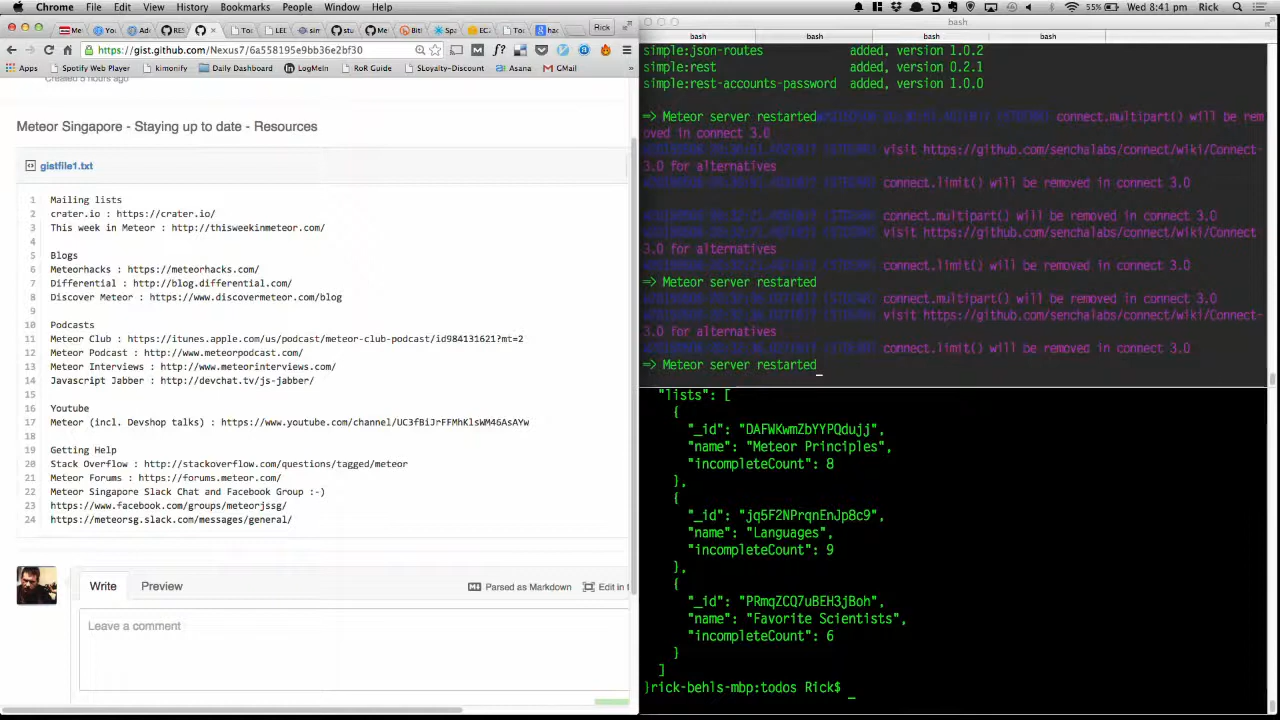 Chrome File Edit View History Bookmarks People Window Help
55% Wed 8:41 pm Rick
Rick
https://gist.github.com/Nexus7/6a558195e9bb36e2bf30
Apps Spotify Web Player kimonify Daily Dashboard LogMeIn RoR Guide SLoyalty-Discount Asana GMail »
Created 5 hours ago
Meteor Singapore - Staying up to date - Resources
gistfile1.txt
1 Mailing lists
2 crater.io : https://crater.io/
3 This week in Meteor : http://thisweekinmeteor.com/
4
5 Blogs
6 Meteorhacks : https://meteorhacks.com/
7 Differential : http://blog.differential.com/
8 Discover Meteor : https://www.discovermeteor.com/blog
9
10 Podcasts
11 Meteor Club : https://itunes.apple.com/us/podcast/meteor-club-podcast/id984131621?mt=2
12 Meteor Podcast : http://www.meteorpodcast.com/
13 Meteor Interviews : http://www.meteorinterviews.com/
14 Javascript Jabber : http://devchat.tv/js-jabber/
15
16 Youtube
17 Meteor (incl. Devshop talks) : https://www.youtube.com/channel/UC3fBiJrFFMhKlsWM46AsAYw
18
19 Getting Help
20 Stack Overflow : http://stackoverflow.com/questions/tagged/meteor
21 Meteor Forums : https://forums.meteor.com/
22 Meteor Singapore Slack Chat and Facebook Group :-)
23 https://www.facebook.com/groups/meteorjssg/
24 https://meteorsg.slack.com/messages/general/
Write Preview Parsed as Markdown Edit in
Leave a comment
bash
bash bash bash bash
simple:json-routes added, version 1.0.2
simple:rest added, version 0.2.1
simple:rest-accounts-password added, version 1.0.0
=> Meteor server restarted connect.multipart() will be rem
oved in connect 3.0
visit https://github.com/senchalabs/connect/wiki/Connect-
3.0 for alternatives
connect.limit() will be removed in connect 3.0
connect.multipart() will be removed in connect 3.0
visit https://github.com/senchalabs/connect/wiki/Connect-
3.0 for alternatives
connect.limit() will be removed in connect 3.0
=> Meteor server restarted
connect.multipart() will be removed in connect 3.0
visit https://github.com/senchalabs/connect/wiki/Connect-
3.0 for alternatives
connect.limit() will be removed in connect 3.0
=> Meteor server restarted
"lists": [
{
"_id": "DAFWKwmZbYYPQdujj",
"name": "Meteor Principles",
"incompleteCount": 8
},
{
"_id": "jq5F2NPrqnEnJp8c9",
"name": "Languages",
"incompleteCount": 9
},
{
"_id": "PRmqZCQ7uBEH3jBoh",
"name": "Favorite Scientists",
"incompleteCount": 6
}
]
}rick-behls-mbp:todos Rick$ _